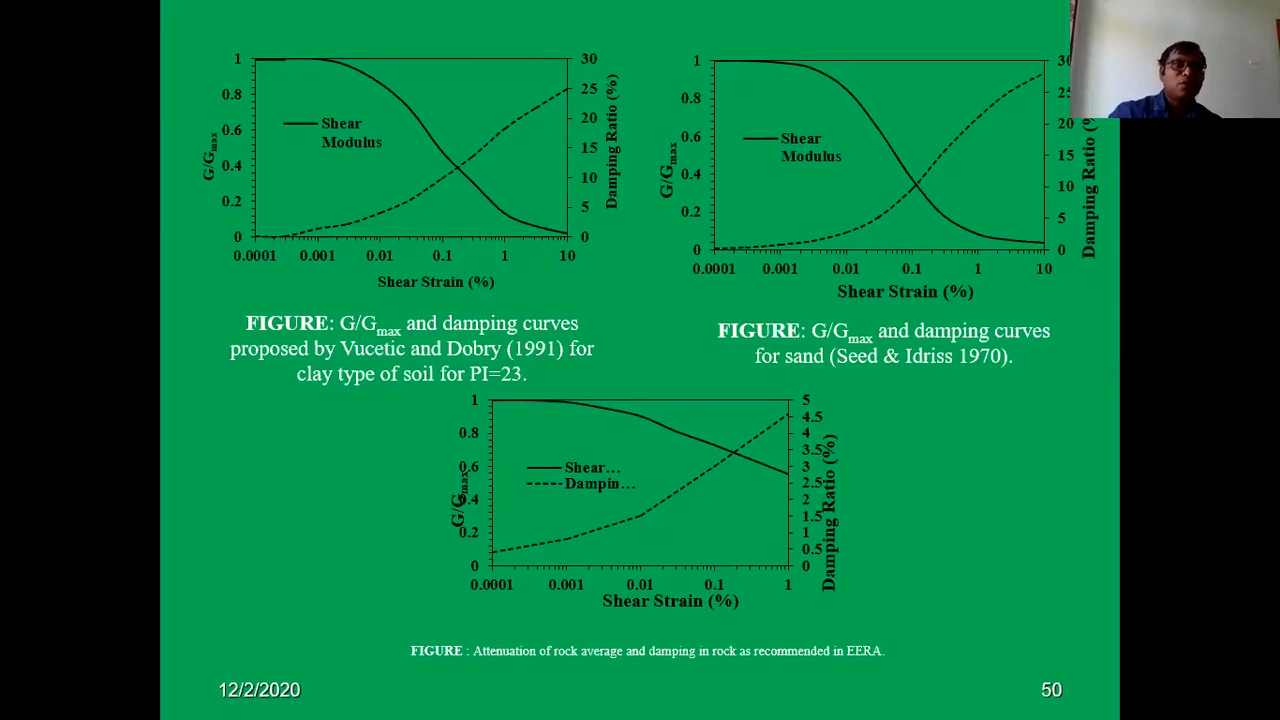 1
0.8
0.6
0.4
0.2
0
G/Gmax
30
25
20
15
10
5
0
Damping Ratio (%)
Shear
Modulus
0.0001 0.001 0.01 0.1 1 10
Shear Strain (%)
FIGURE: G/Gmax and damping curves
proposed by Vucetic and Dobry (1991) for
clay type of soil for PI=23.
1
0.8
0.6
0.4
0.2
0
G/Gmax
20
15
10
5
0
Damping Ratio
Shear
Modulus
0.0001 0.001 0.01 0.1 1 10
Shear Strain (%)
FIGURE: G/Gmax and damping curves
for sand (Seed & Idriss 1970).
1
0.8
0.6
0.4
0.2
0
G/Gmax
5
4.5
4
3.5
3
2.5
2
1.5
1
0.5
0
Damping Ratio (%)
Shear…
Dampin…
0.0001 0.001 0.01 0.1 1
Shear Strain (%)
FIGURE : Attenuation of rock average and damping in rock as recommended in EERA.
12/2/2020
50